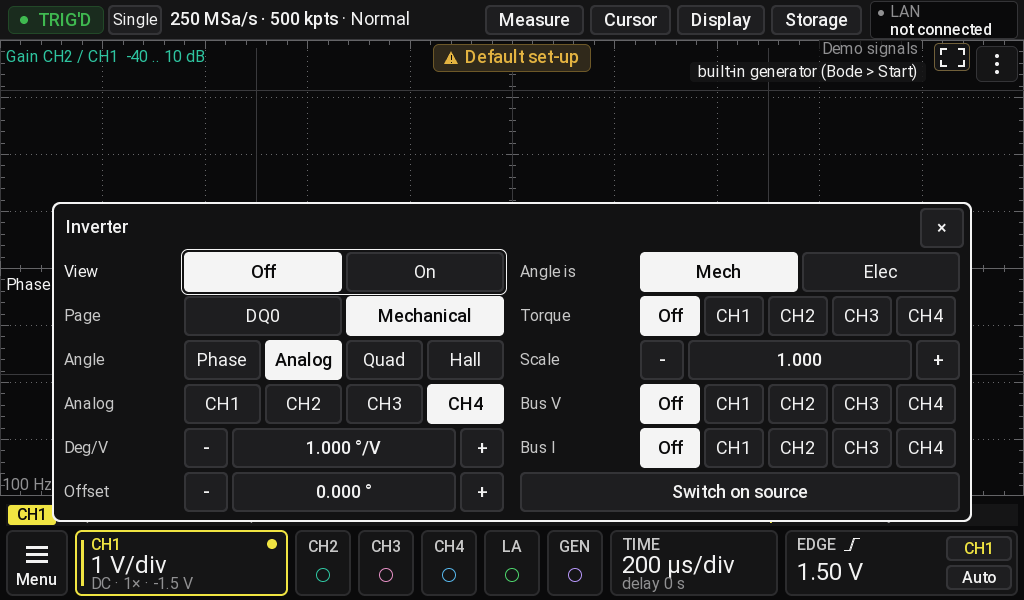 TRIG'D Single 250 MSa/s · 500 kpts · Normal Measure Cursor Display Storage LAN
not connected
Gain CH2 / CH1 -40 .. 10 dB Default set-up Demo signals
built-in generator (Bode > Start)
Inverter ×
View Off On Angle is Mech Elec
Page DQ0 Mechanical Torque Off CH1 CH2 CH3 CH4
Phase
Angle Phase Analog Quad Hall Scale - 1.000 +
Analog CH1 CH2 CH3 CH4 Bus V Off CH1 CH2 CH3 CH4
Deg/V - 1.000 °/V + Bus I Off CH1 CH2 CH3 CH4
100 Hz
Offset - 0.000 ° + Switch on source
CH1
Menu
CH1
1 V/div
DC · 1× · -1.5 V
CH2 CH3 CH4 LA GEN
TIME
200 µs/div
delay 0 s
EDGE
1.50 V
CH1
Auto